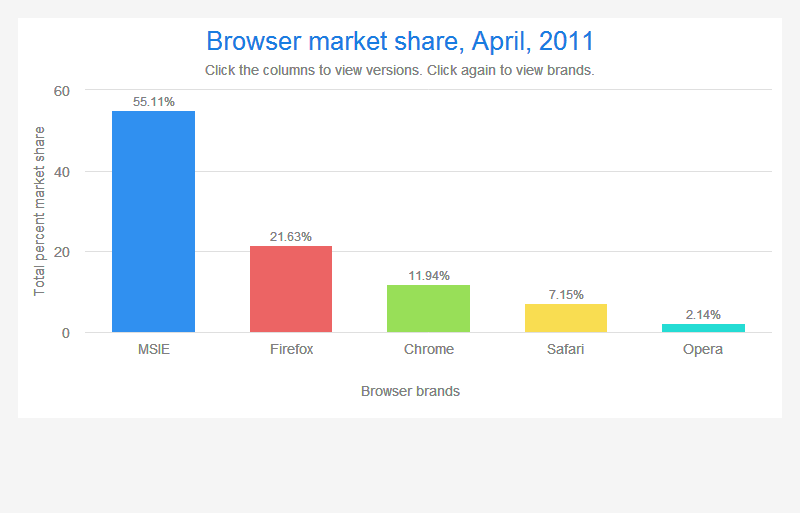 Browser market share, April, 2011
Click the columns to view versions. Click again to view brands.
Total percent market share
60
40
20
0
55.11%
21.63%
11.94%
7.15%
2.14%
MSIE
Firefox
Chrome
Safari
Opera
Browser brands